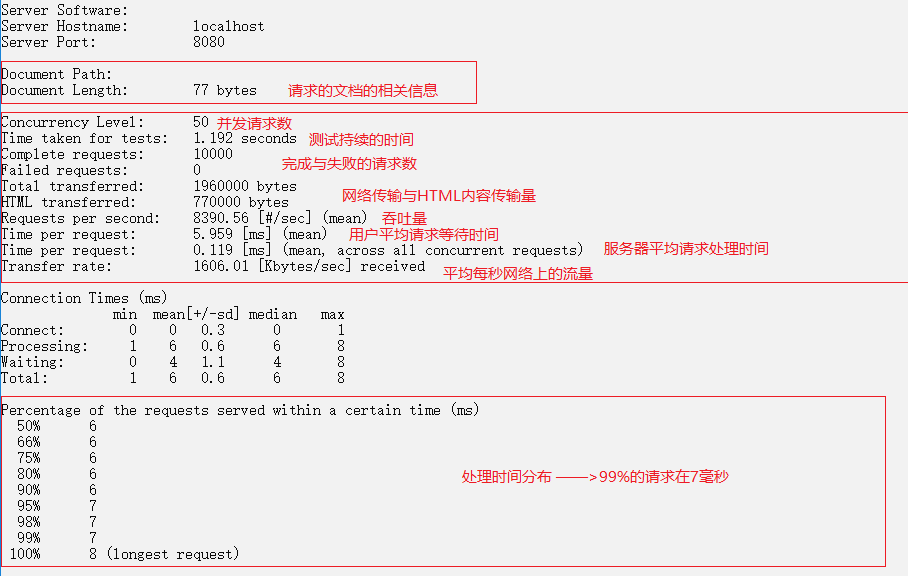 Server Software:
Server Hostname: localhost
Server Port: 8080
Document Path:
Document Length: 77 bytes 请求的文档的相关信息
Concurrency Level: 50 并发请求数
Time taken for tests: 1.192 seconds 测试持续的时间
Complete requests: 10000
完成与失败的请求数
Failed requests: 0
Total transferred: 1960000 bytes
网络传输与HTML内容传输量
HTML transferred: 770000 bytes
Requests per second: 8390.56 [#/sec] (mean) 吞吐量
Time per request: 5.959 [ms] (mean) 用户平均请求等待时间
Time per request: 0.119 [ms] (mean, across all concurrent requests) 服务器平均请求处理时间
Transfer rate: 1606.01 [Kbytes/sec] received 平均每秒网络上的流量
Connection Times (ms)
min mean[+/-sd] median max
Connect: 0 0 0.3 0 1
Processing: 1 6 0.6 6 8
Waiting: 0 4 1.1 4 8
Total: 1 6 0.6 6 8
Percentage of the requests served within a certain time (ms)
50% 6
66% 6
75% 6
80% 6
处理时间分布 ——>99%的请求在7毫秒
90% 6
95% 7
98% 7
99% 7
100% 8 (longest request)